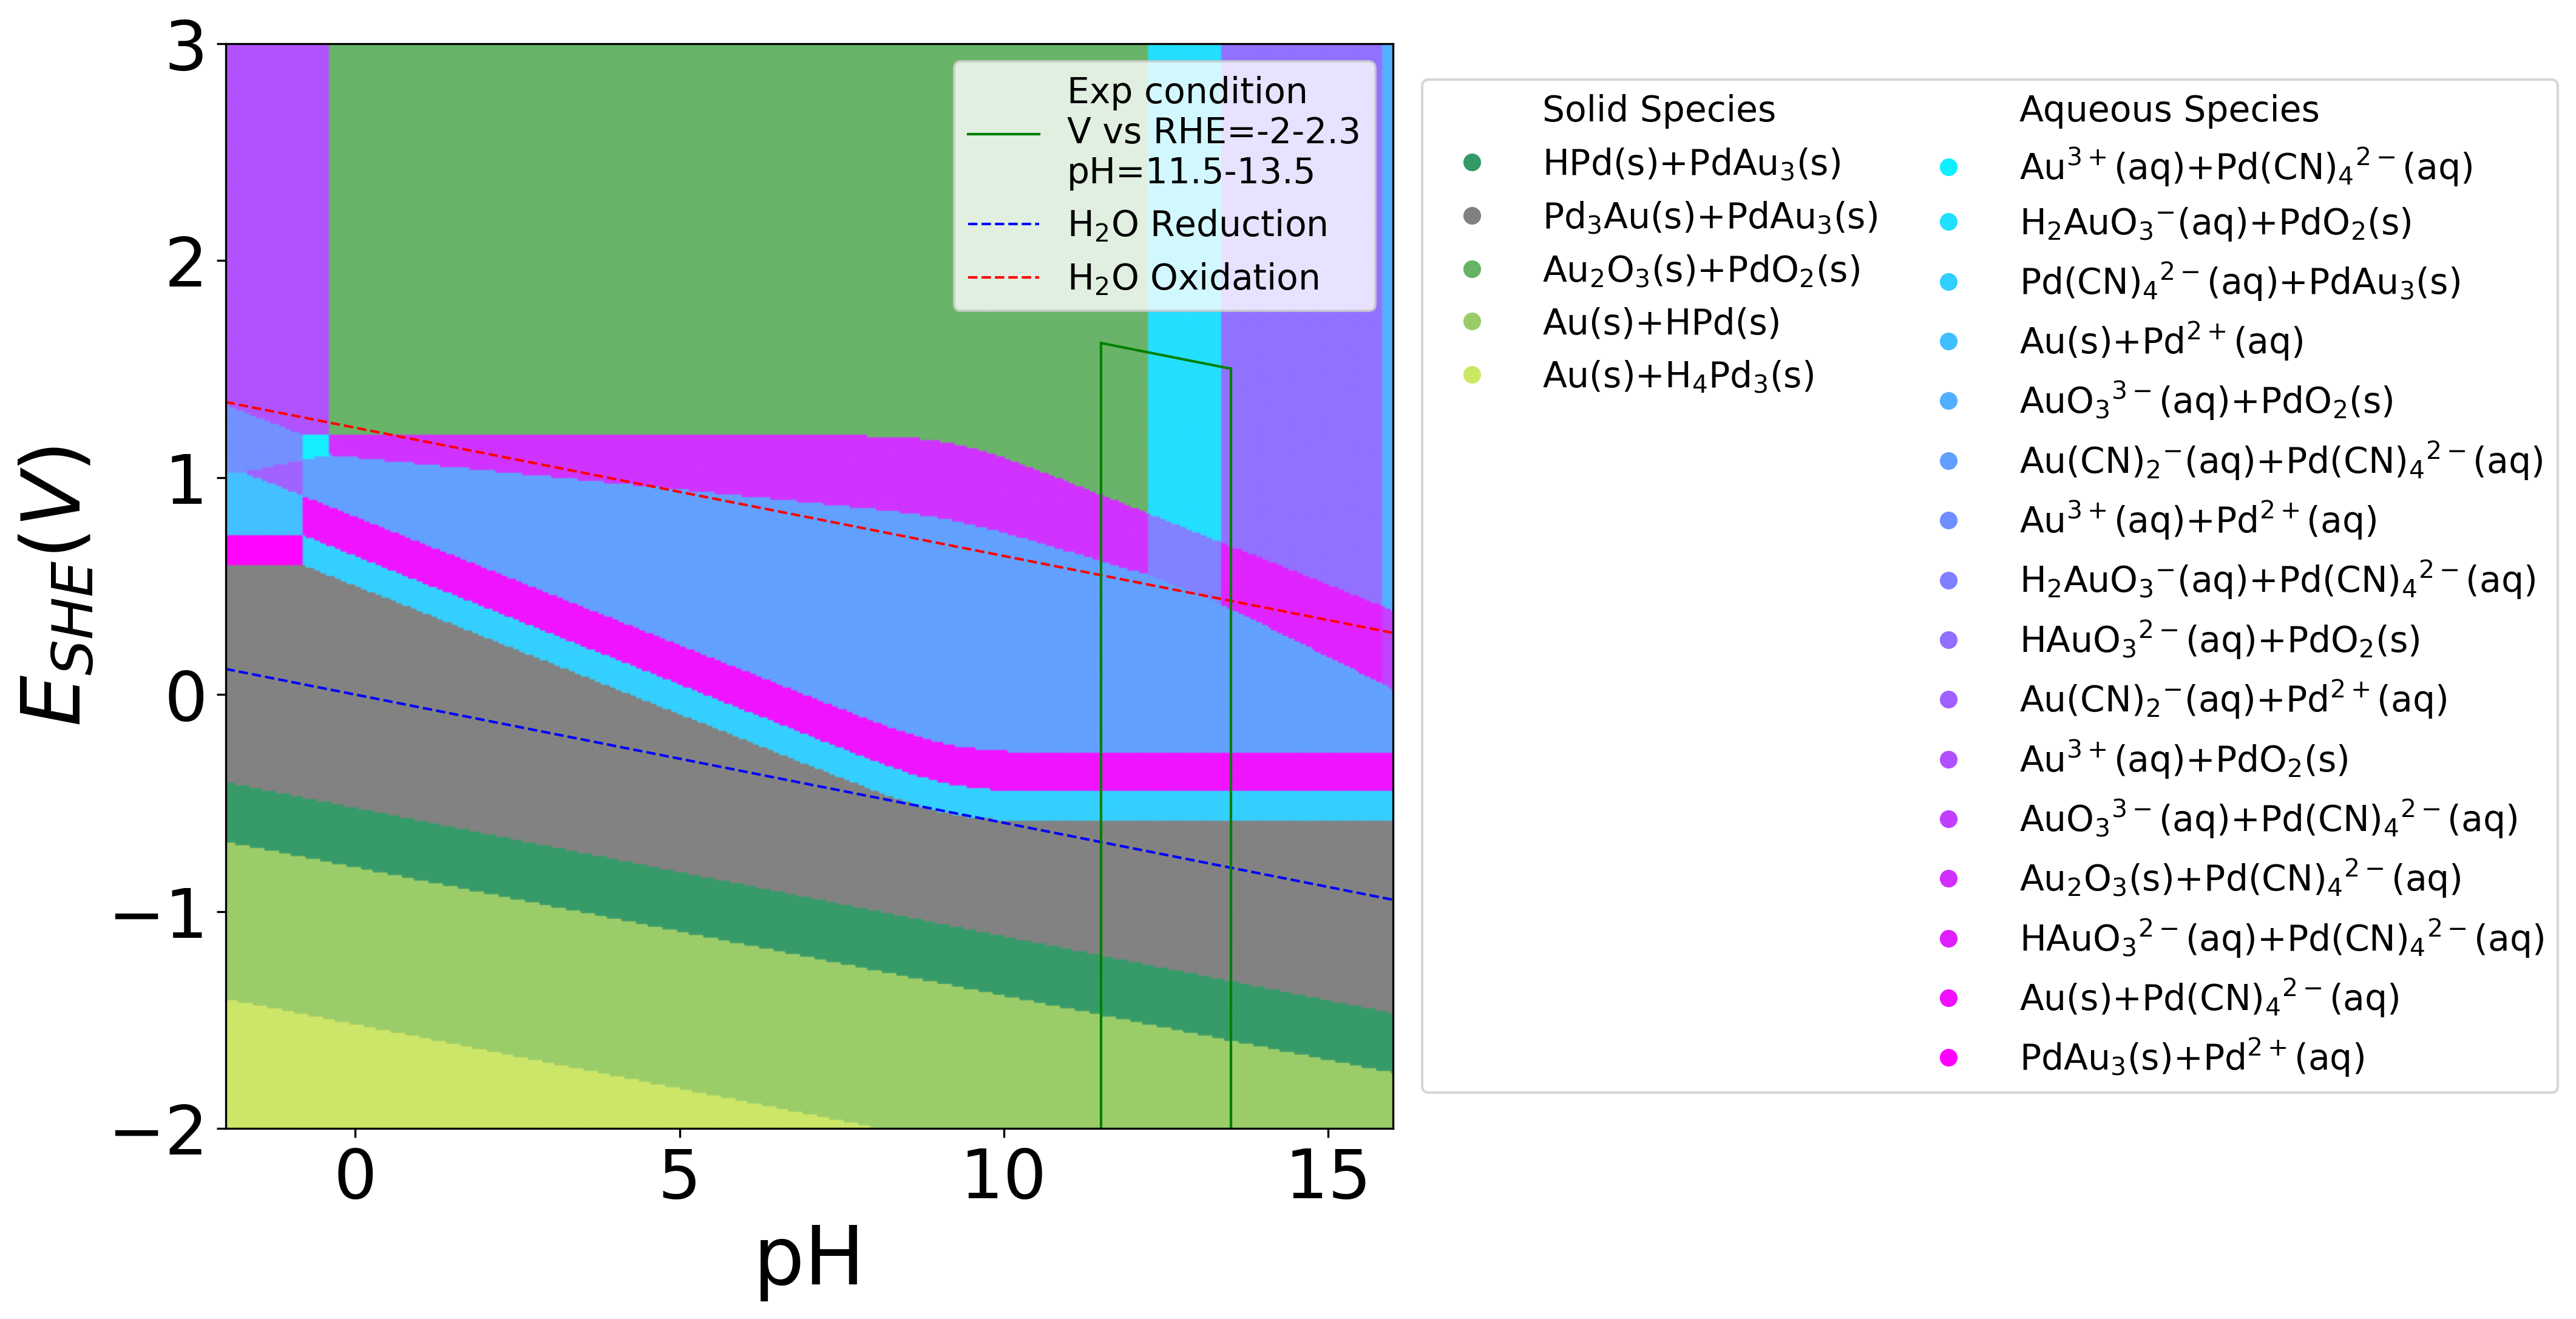 3
2
1
0
−1
−2
E_SHE(V)
0
5
10
15
pH
Exp condition
V vs RHE=-2-2.3
pH=11.5-13.5
H₂O Reduction
H₂O Oxidation
Solid Species
HPd(s)+PdAu₃(s)
Pd₃Au(s)+PdAu₃(s)
Au₂O₃(s)+PdO₂(s)
Au(s)+HPd(s)
Au(s)+H₄Pd₃(s)
Aqueous Species
Au³⁺(aq)+Pd(CN)₄²⁻(aq)
H₂AuO₃⁻(aq)+PdO₂(s)
Pd(CN)₄²⁻(aq)+PdAu₃(s)
Au(s)+Pd²⁺(aq)
AuO₃³⁻(aq)+PdO₂(s)
Au(CN)₂⁻(aq)+Pd(CN)₄²⁻(aq)
Au³⁺(aq)+Pd²⁺(aq)
H₂AuO₃⁻(aq)+Pd(CN)₄²⁻(aq)
HAuO₃²⁻(aq)+PdO₂(s)
Au(CN)₂⁻(aq)+Pd²⁺(aq)
Au³⁺(aq)+PdO₂(s)
AuO₃³⁻(aq)+Pd(CN)₄²⁻(aq)
Au₂O₃(s)+Pd(CN)₄²⁻(aq)
HAuO₃²⁻(aq)+Pd(CN)₄²⁻(aq)
Au(s)+Pd(CN)₄²⁻(aq)
PdAu₃(s)+Pd²⁺(aq)